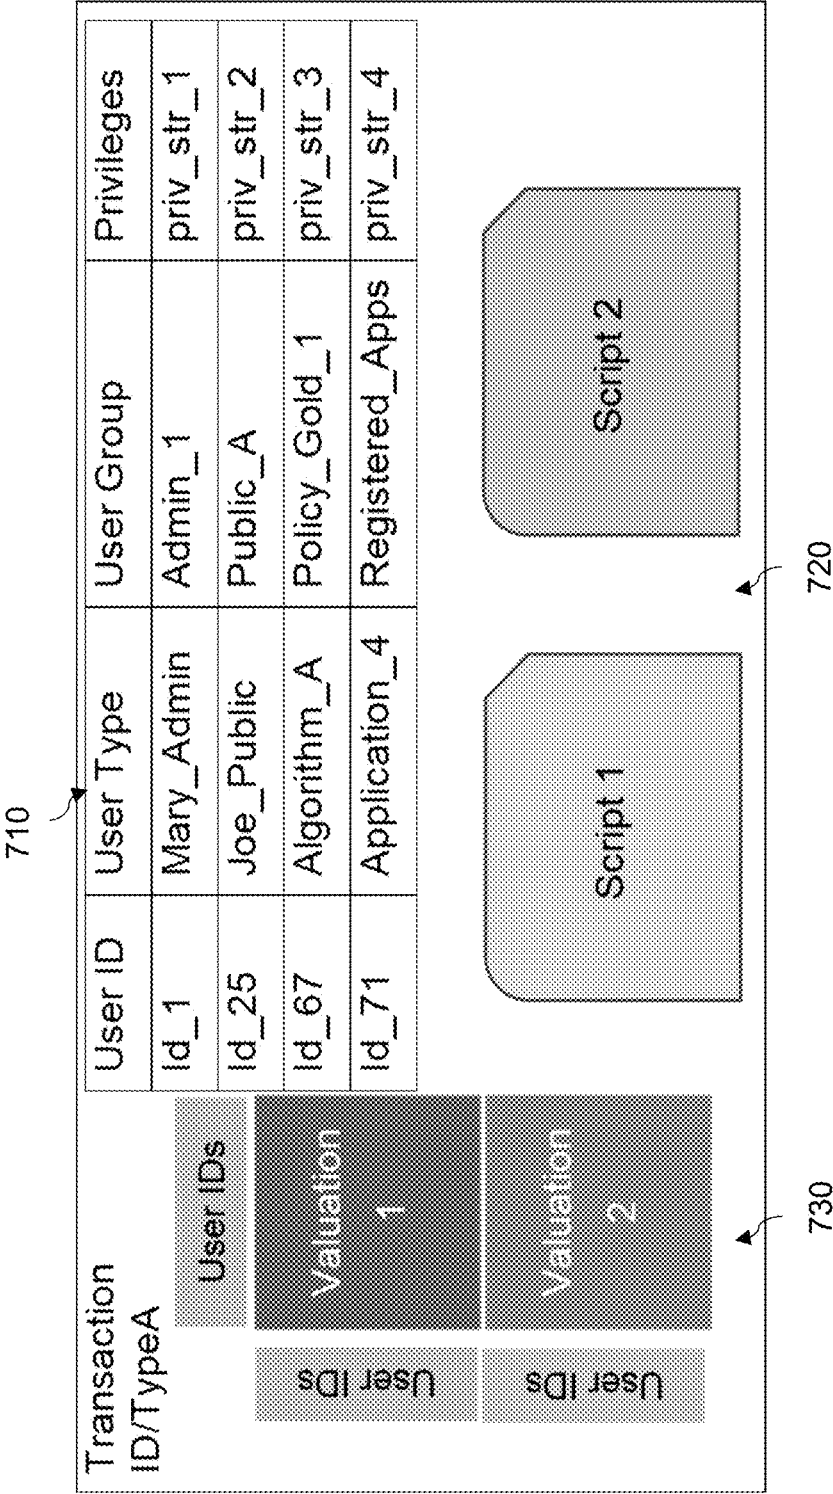 710
Transaction
ID/TypeA
User ID User Type User Group Privileges
Id_1 Mary_Admin Admin_1 priv_str_1
Id_25 Joe_Public Public_A priv_str_2
Id_67 Algorithm_A Policy_Gold_1 priv_str_3
Id_71 Application_4 Registered_Apps priv_str_4
User IDs
User IDs
Valuation
1
User IDs
Valuation
2
Script 1
Script 2
730
720